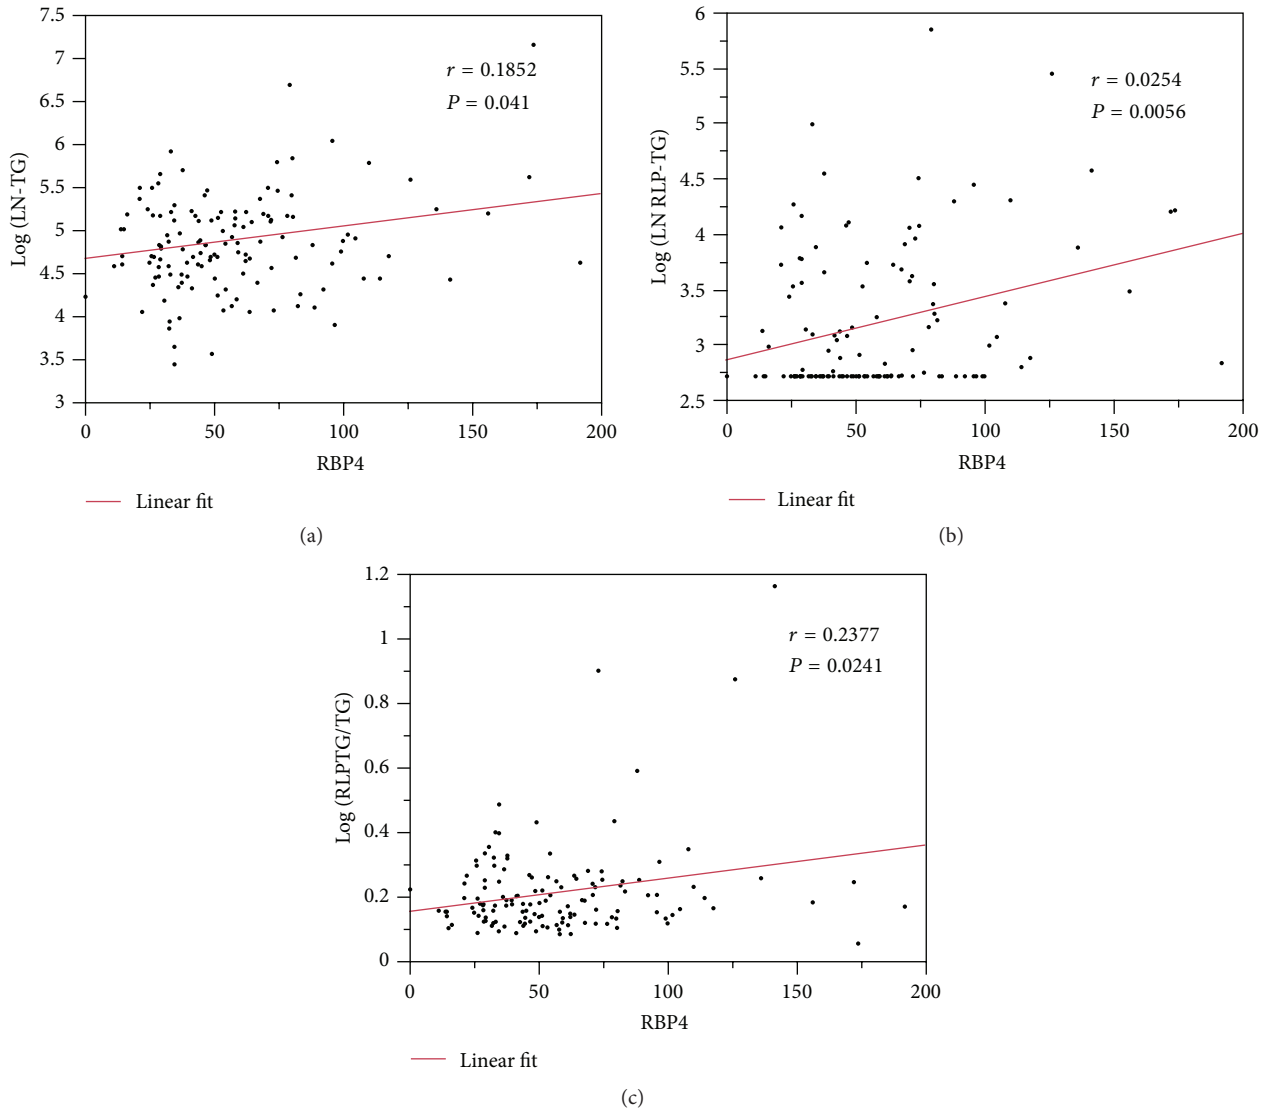 7.5
7
6.5
6
5.5
5
4.5
4
3.5
3
Log (LN-TG)
r = 0.1852
P = 0.041
0 50 100 150 200
RBP4
Linear fit
(a)
6
5.5
5
4.5
4
3.5
3
2.5
Log (LN RLP-TG)
r = 0.0254
P = 0.0056
0 50 100 150 200
RBP4
Linear fit
(b)
1.2
1
0.8
0.6
0.4
0.2
0
Log (RLPTG/TG)
r = 0.2377
P = 0.0241
0 50 100 150 200
RBP4
Linear fit
(c)